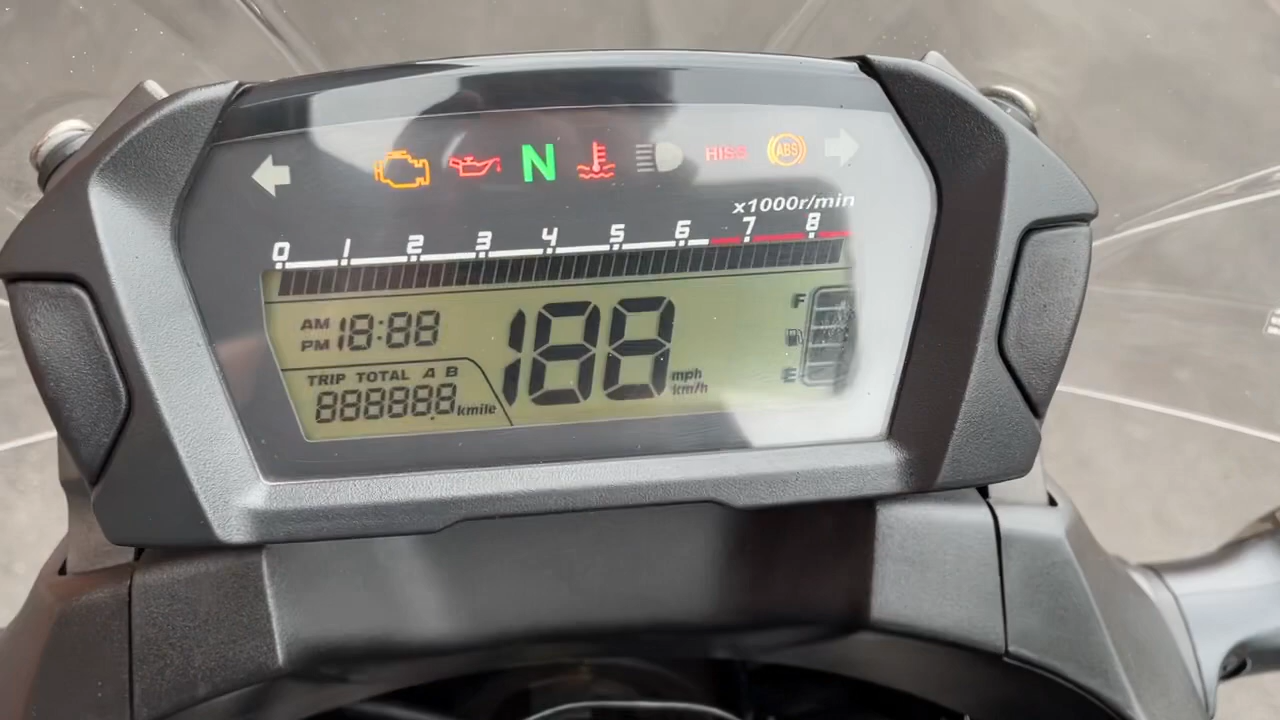 N HISS ABS
x1000r/min
0 1 2 3 4 5 6 7 8
AM 18:88
PM
188
mph
km/h
F
E
TRIP TOTAL A B
888888 kmile